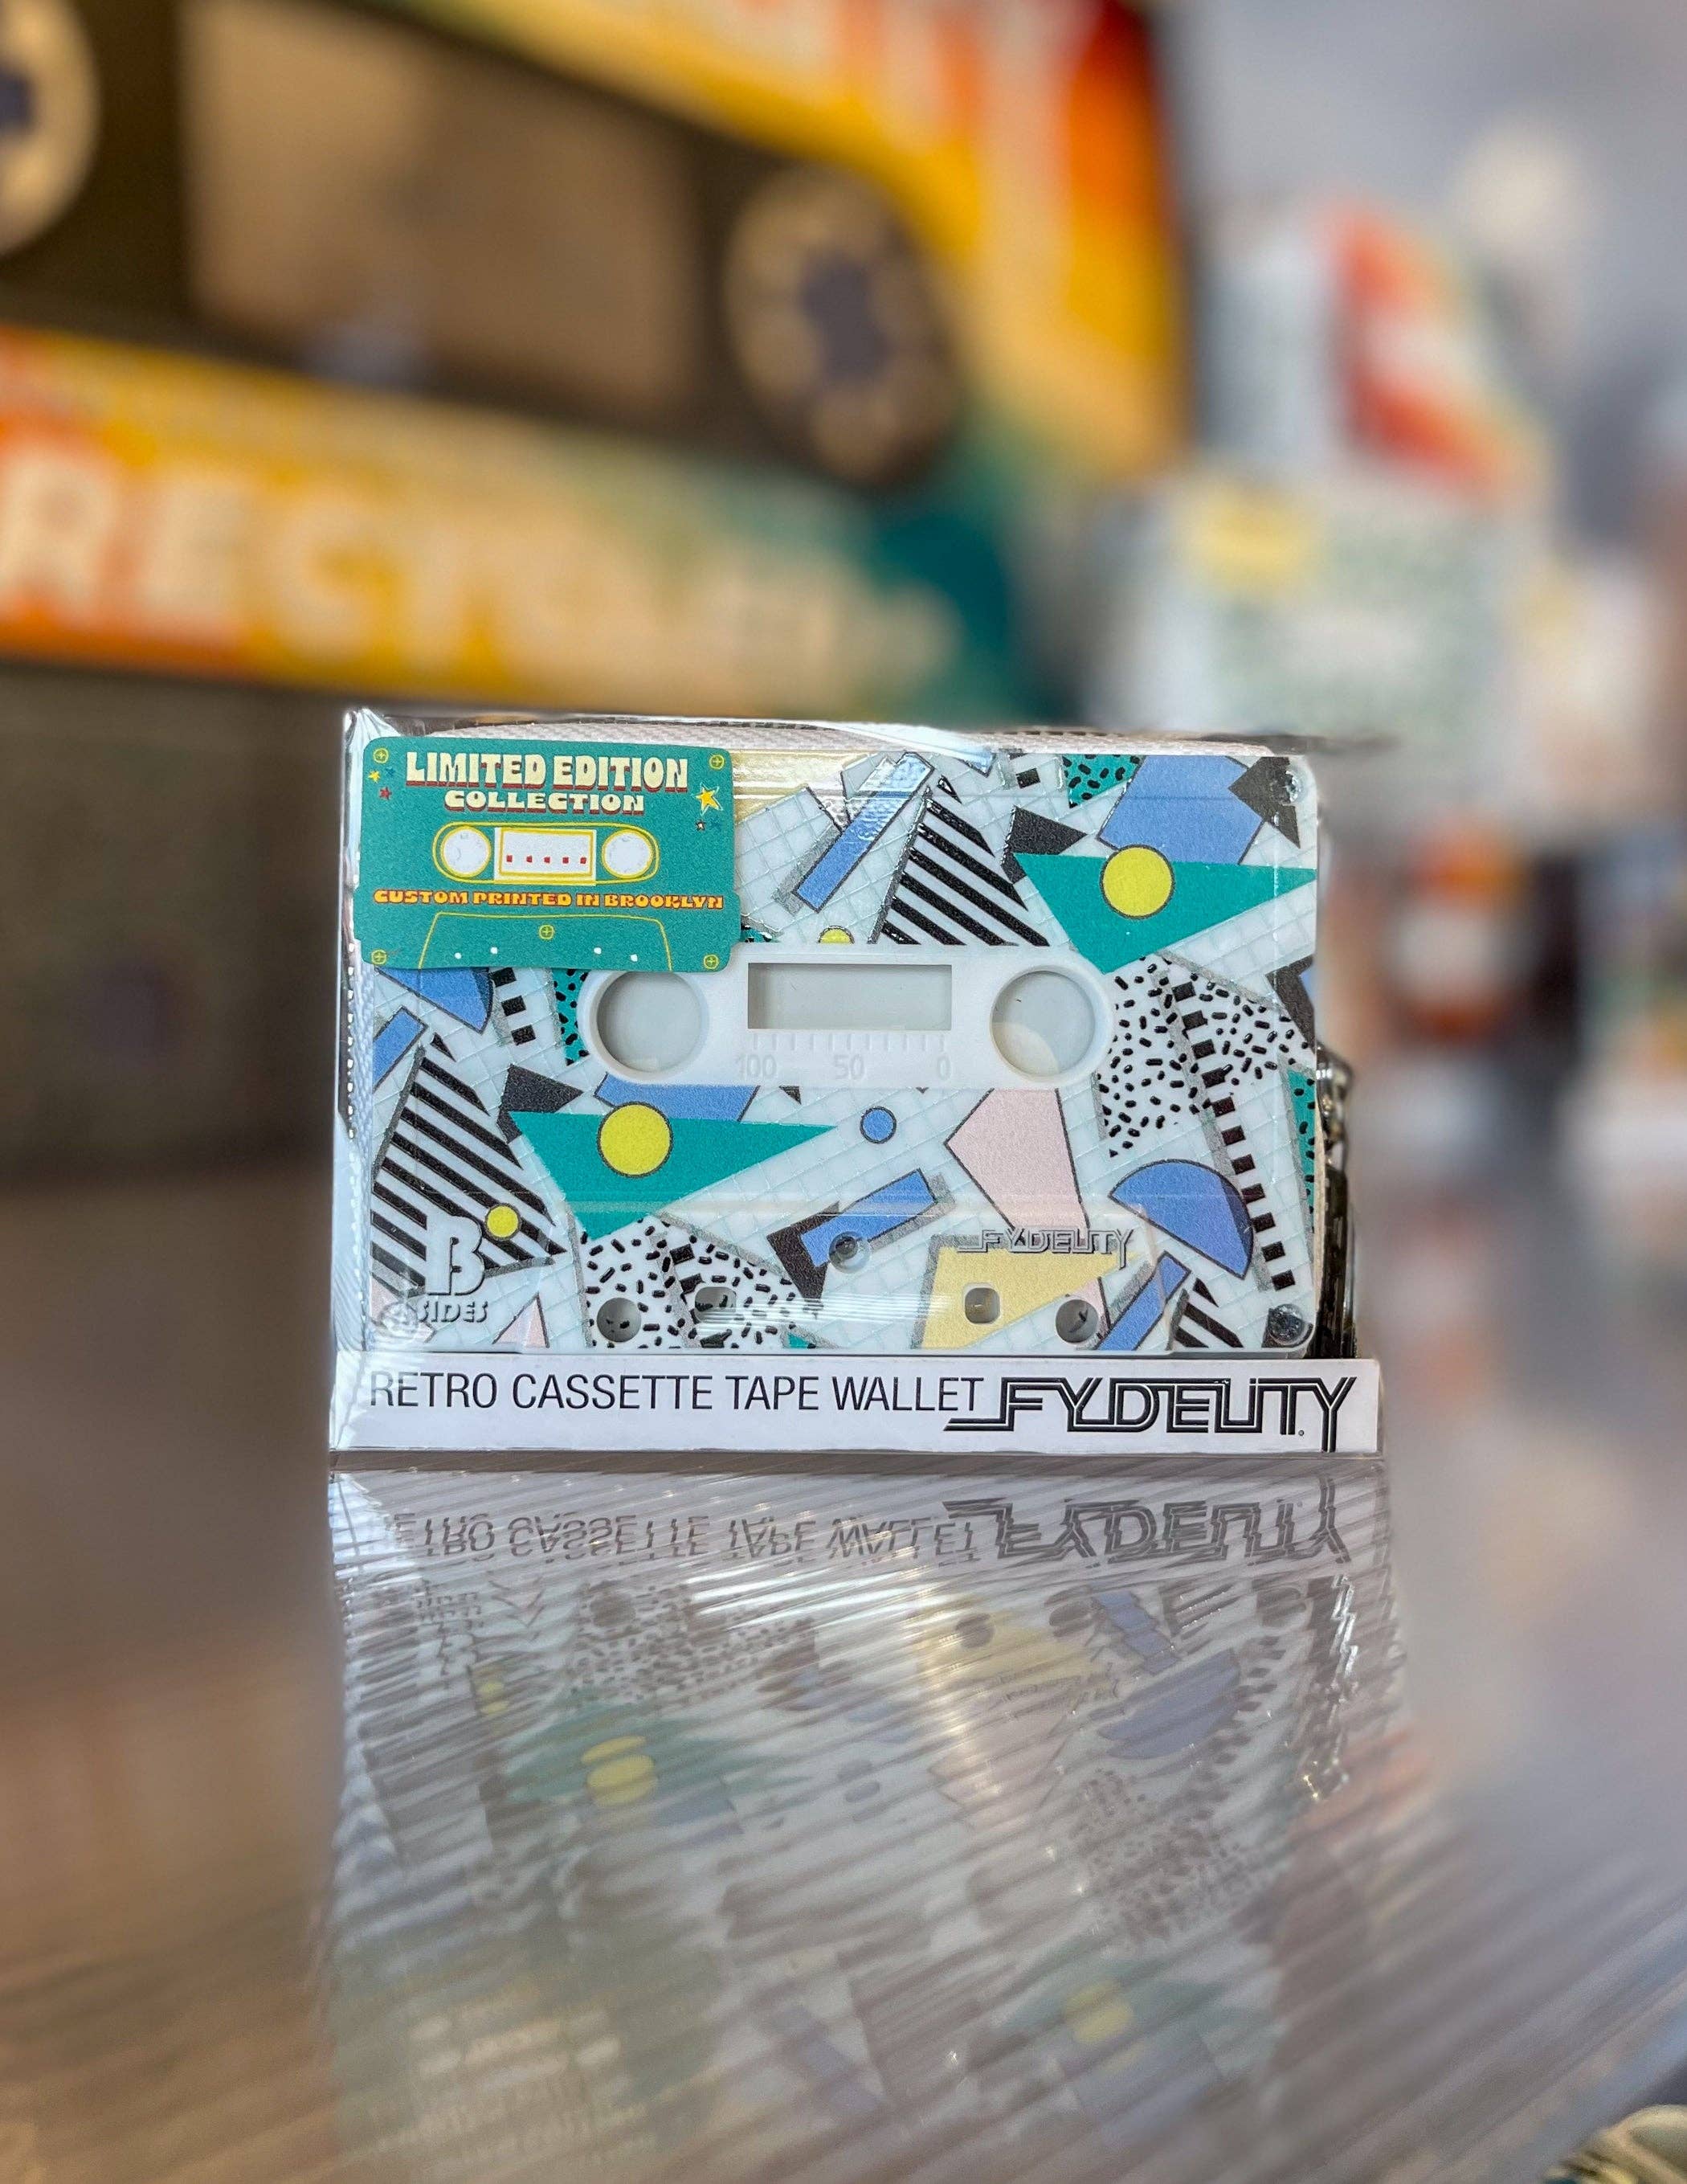 LIMITED EDITION
COLLECTION
CUSTOM PRINTED IN BROOKLYN
100 50 0
FYDELITY
B
SIDES
RETRO CASSETTE TAPE WALLET FYDELITY